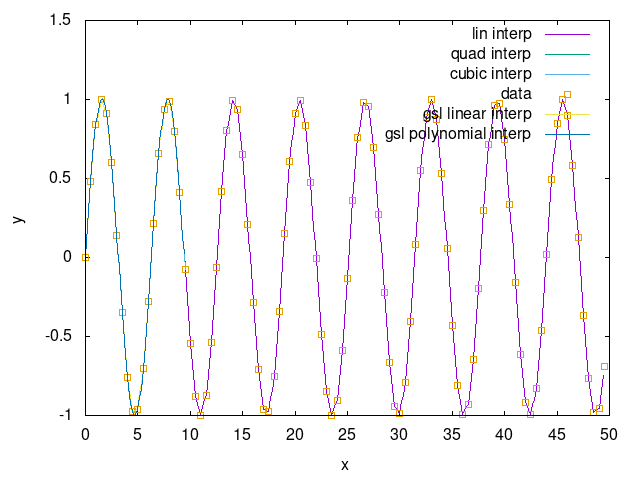 1.5
lin interp
quad interp
cubic interp
data
gsl linear interp
gsl polynomial interp
1
0.5
y
0
-0.5
-1
0 5 10 15 20 25 30 35 40 45 50
x